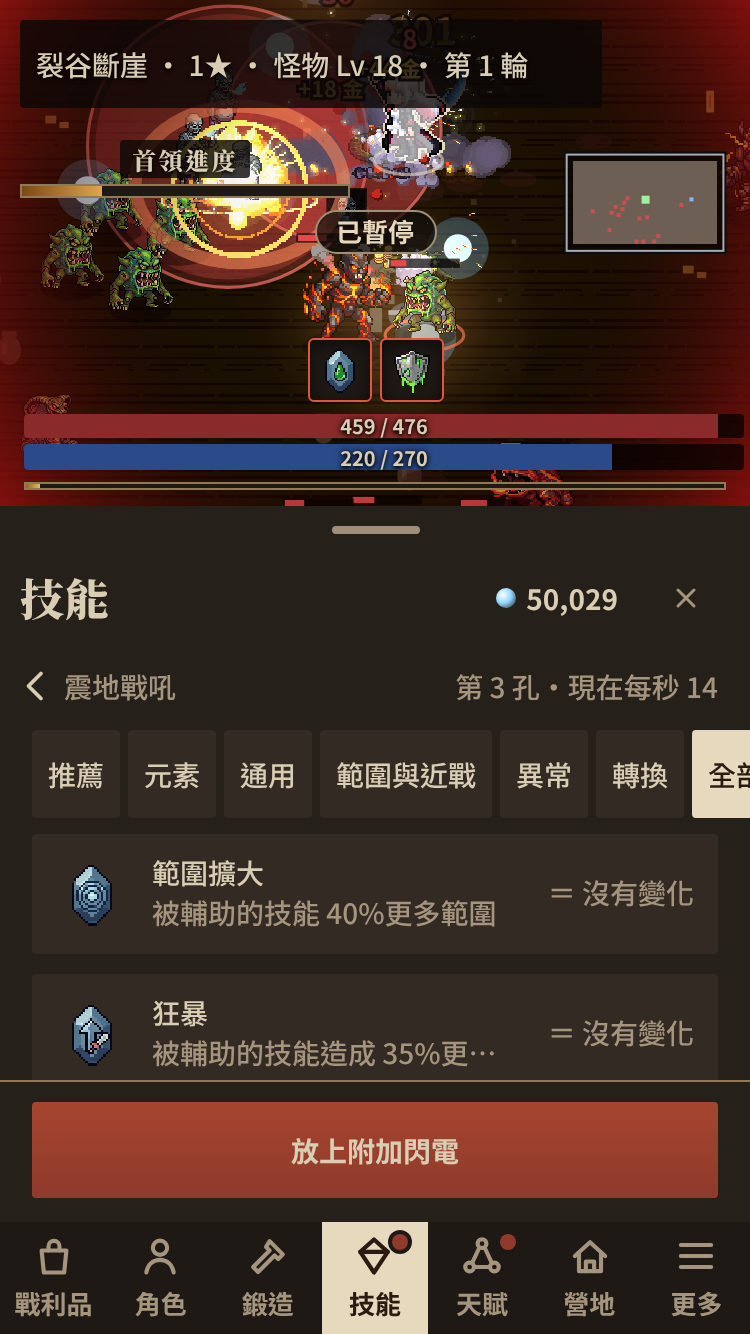 裂谷斷崖 • 1★ • 怪物 Lv 18 • 第 1 輪
+18 金
8
金
首領進度
已暫停
459 / 476
220 / 270
技能
50,029
震地戰吼
第 3 孔・現在每秒 14
推薦
元素
通用
範圍與近戰
異常
轉換
全部
範圍擴大
被輔助的技能 40%更多範圍
＝ 沒有變化
狂暴
被輔助的技能造成 35%更⋯
＝ 沒有變化
放上附加閃電
戰利品
角色
鍛造
技能
天賦
營地
更多